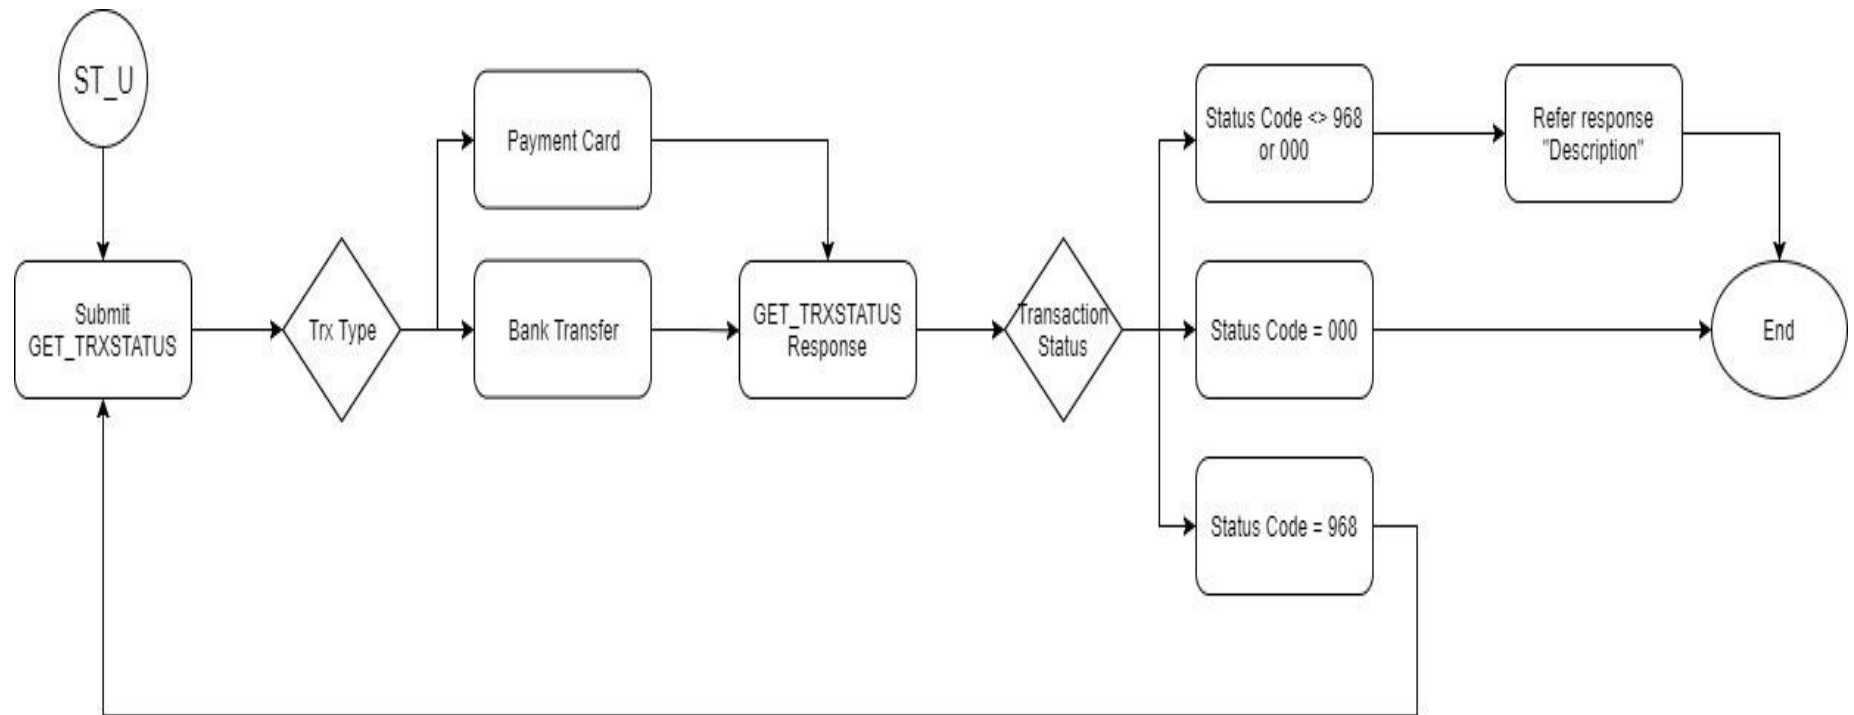 ST_U
Submit
GET_TRXSTATUS
Trx Type
Payment Card
Bank Transfer
GET_TRXSTATUS
Response
Transaction
Status
Status Code <> 968
or 000
Refer response
"Description"
Status Code = 000
End
Status Code = 968